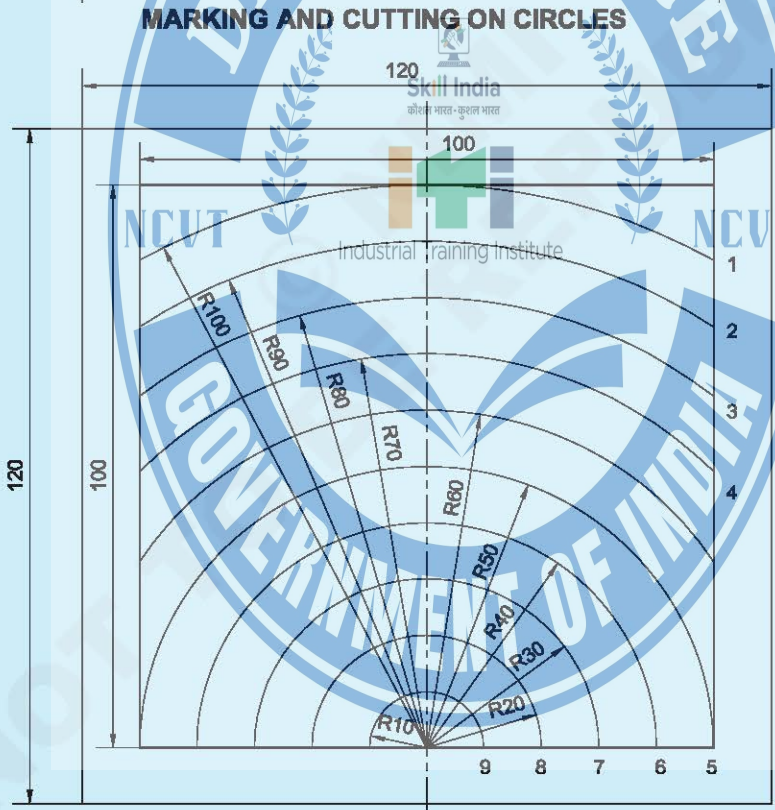 MARKING AND CUTTING ON CIRCLES
120
Skill India
कौशल भारत-कुशल भारत
100
NCVT
NCV
Industrial Training Institute
1
R100
R90
2
R80
3
R70
120
100
R60
4
R50
GOVERNMENT OF INDIA
R40
R30
R20
R10
9 8 7 6 5